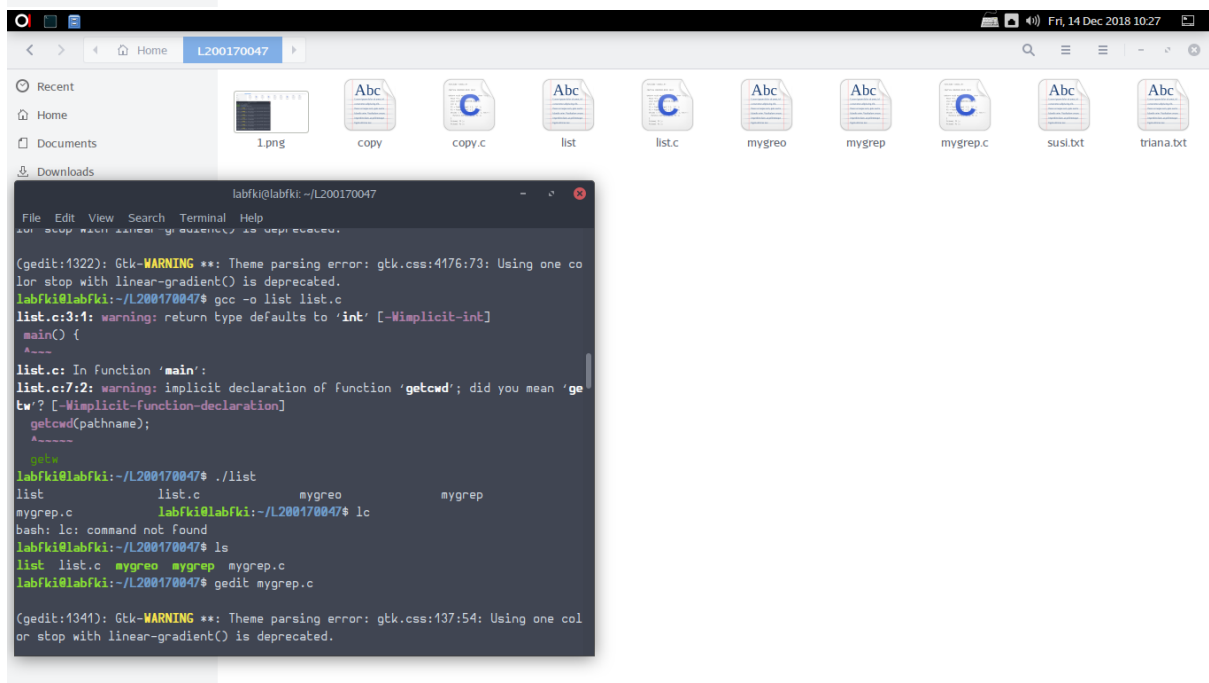 Fri, 14 Dec 2018 10:27
Home L200170047
Recent
Home
Documents
Downloads
1.png copy copy.c list list.c mygreo mygrep mygrep.c susi.txt triana.txt
Abc C Abc C Abc Abc C Abc Abc
labfki@labfki: ~/L200170047
File Edit View Search Terminal Help
lor stop with linear-gradient() is deprecated.
(gedit:1322): Gtk-WARNING **: Theme parsing error: gtk.css:4176:73: Using one co
lor stop with linear-gradient() is deprecated.
labfki@labfki:~/L200170047$ gcc -o list list.c
list.c:3:1: warning: return type defaults to ‘int’ [-Wimplicit-int]
main() {
^~~~
list.c: In function ‘main’:
list.c:7:2: warning: implicit declaration of function ‘getcwd’; did you mean ‘ge
tw’? [-Wimplicit-function-declaration]
getcwd(pathname);
^~~~~~
getw
labfki@labfki:~/L200170047$ ./list
list list.c mygreo mygrep
mygrep.c labfki@labfki:~/L200170047$ lc
bash: lc: command not found
labfki@labfki:~/L200170047$ ls
list list.c mygreo mygrep mygrep.c
labfki@labfki:~/L200170047$ gedit mygrep.c
(gedit:1341): Gtk-WARNING **: Theme parsing error: gtk.css:137:54: Using one col
or stop with linear-gradient() is deprecated.